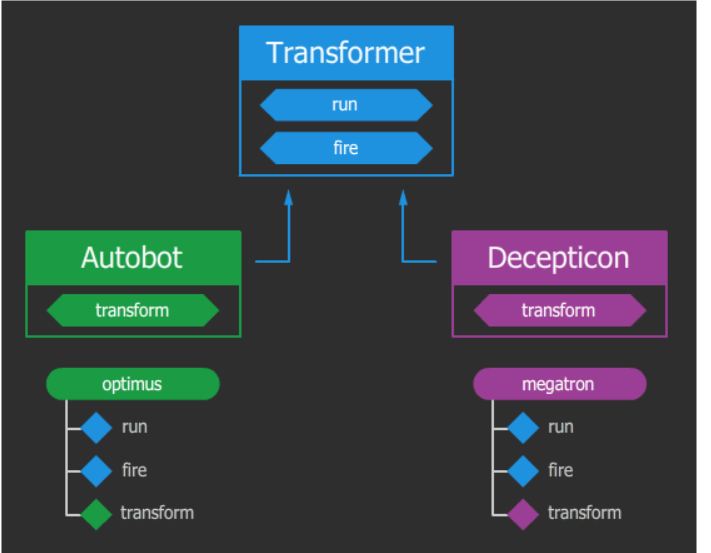 Transformer
run
fire
Autobot
transform
Decepticon
transform
optimus
run
fire
transform
megatron
run
fire
transform